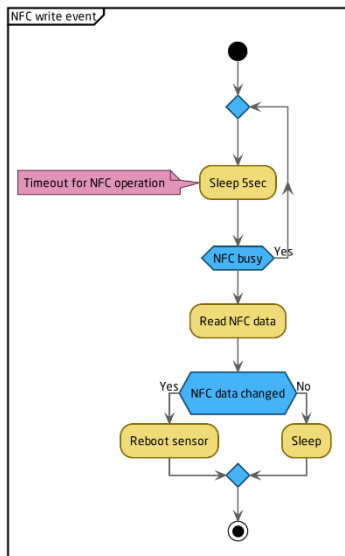 NFC write event
Timeout for NFC operation
Sleep 5sec
NFC busy
Yes
Read NFC data
NFC data changed
Yes
No
Reboot sensor
Sleep